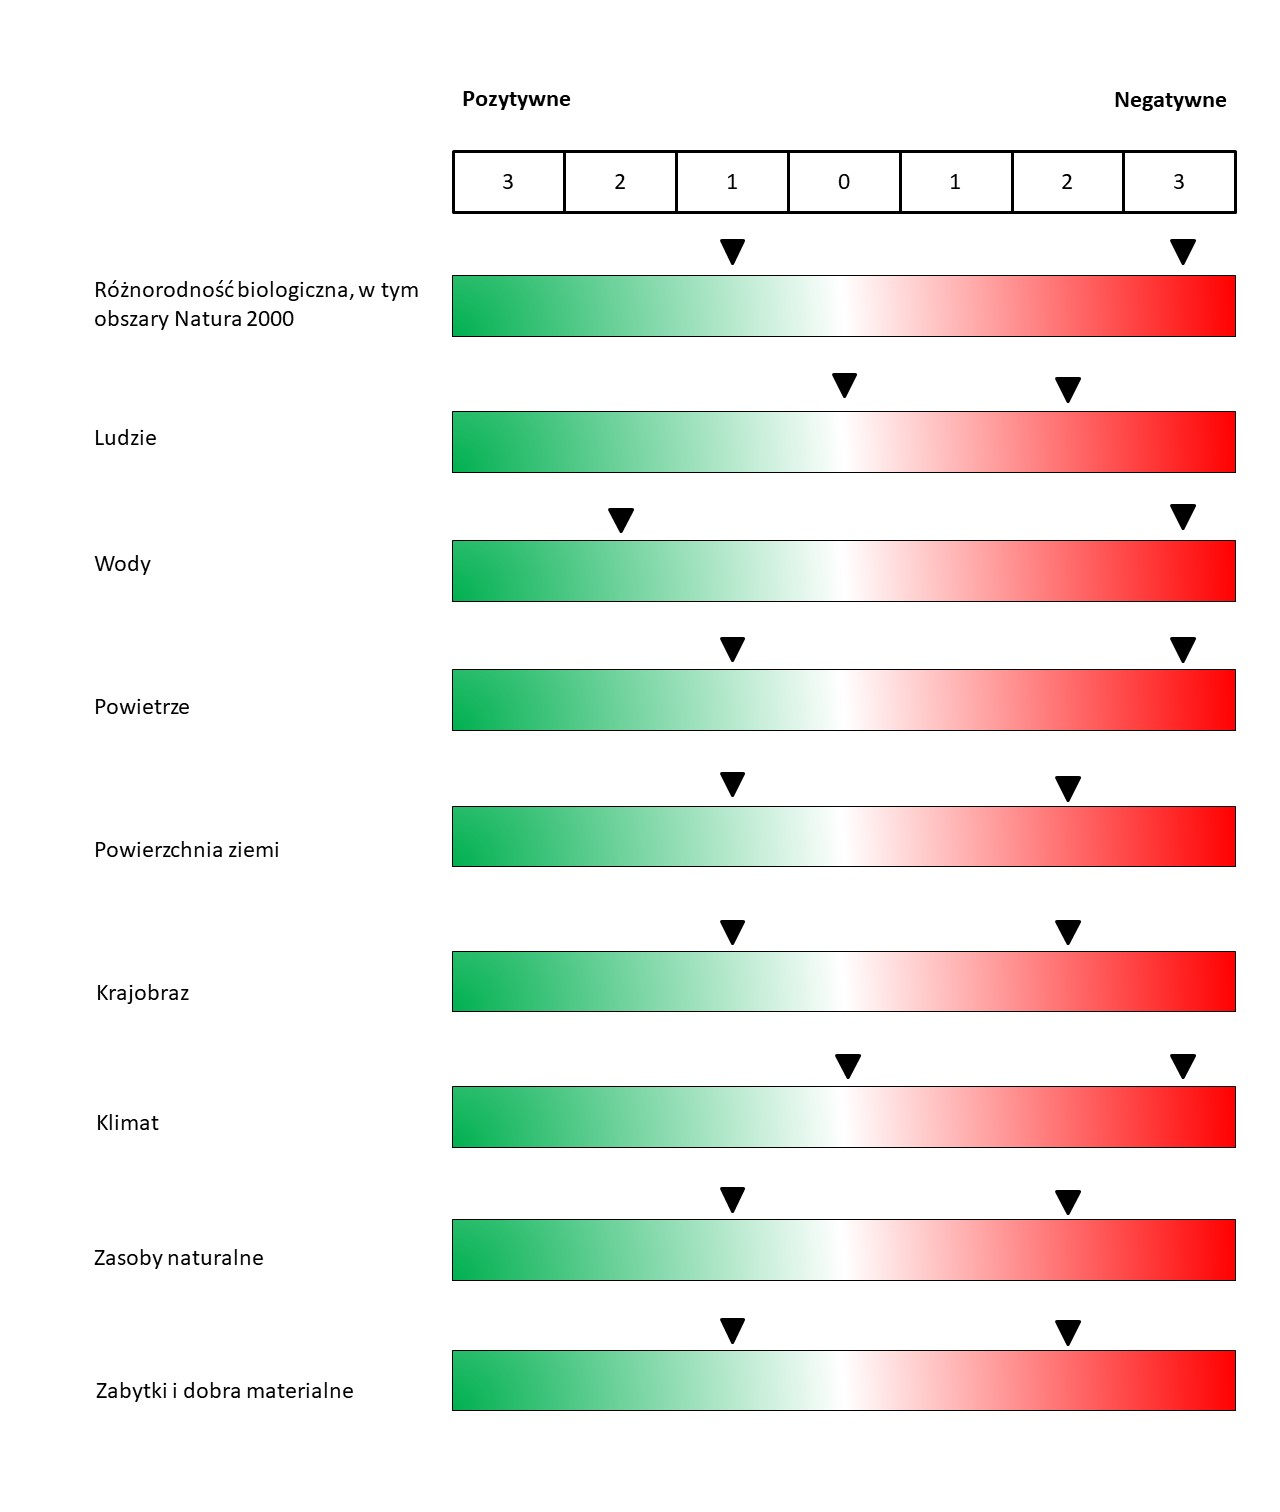 Pozytywne Negatywne
3 2 1 0 1 2 3
Różnorodność biologiczna, w tym
obszary Natura 2000
Ludzie
Wody
Powietrze
Powierzchnia ziemi
Krajobraz
Klimat
Zasoby naturalne
Zabytki i dobra materialne